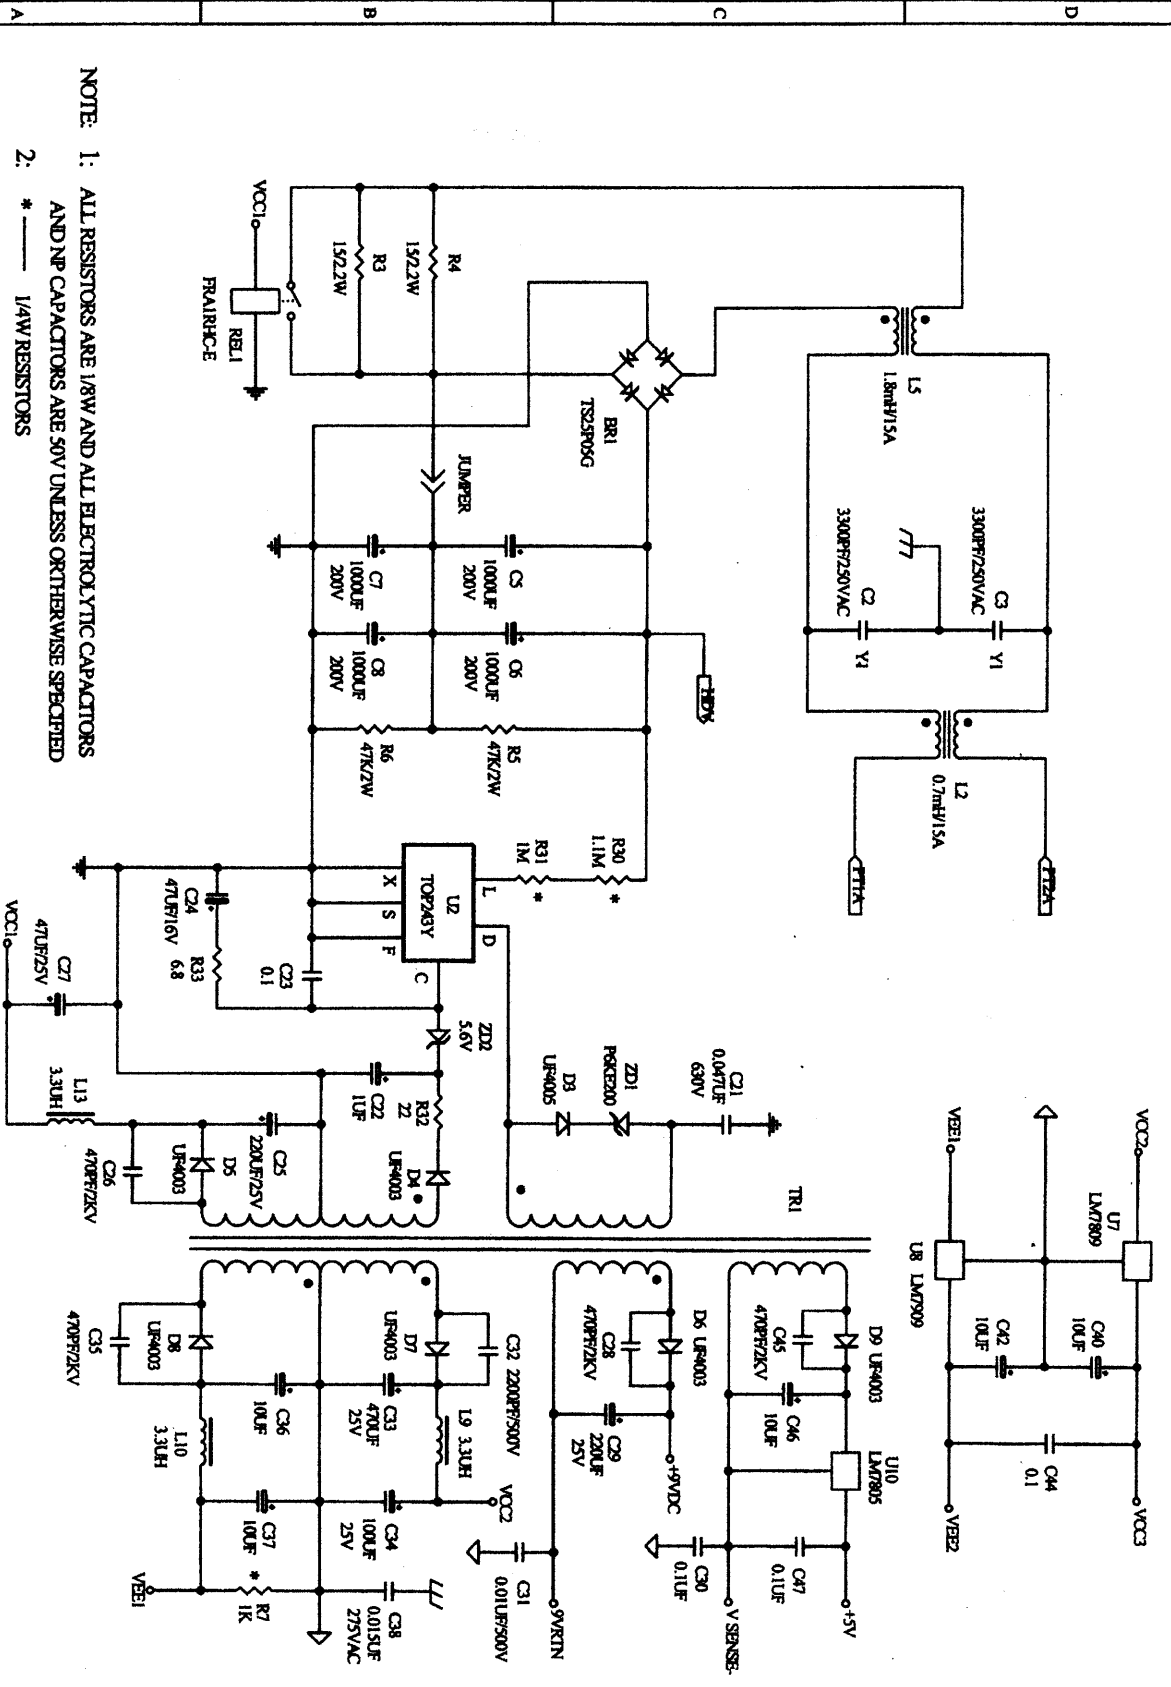 A
B
C
D
NOTE: 1: ALL RESISTORS ARE 1/8W AND ALL ELECTROLYTIC CAPACITORS
AND NP CAPACITORS ARE 50V UNLESS ORTHERWISE SPECIFIED
2: * —— 1/4W RESISTORS
PT2A
PT1A
L2
0.7mH/15A
C3
3300PF/250VAC
Y1
C2
3300PF/250VAC
Y1
L5
1.8mH/15A
BR1
TS25P05G
R4
15/2.2W
R3
15/2.2W
VCC1
REL1
FRA1RHC-E
JUMPER
HDV
C5
1000UF
200V
C6
1000UF
200V
C7
1000UF
200V
C8
1000UF
200V
R5
47K/2W
R6
47K/2W
R30
1.1M
*
R31
1M
*
U2
TOP243Y
L
D
X
S
F
C
C23
0.1
C24
47UF/16V
R33
6.8
C27
47UF/25V
VCC1
L13
3.3UH
ZD2
5.6V
C22
1UF
R32
22
D4
UF4003
C25
220UF/25V
D5
UF4003
C26
470PF/2KV
D3
UF4005
ZD1
P6KE200
C21
0.047UF
630V
TR1
VCC2
U7
LM7809
C40
10UF
VCC3
C44
0.1
C42
10UF
VEE1
U8 LM7909
VEE2
D9 UF4003
C45
470PF/2KV
C46
10UF
U10
LM7805
C47
0.1UF
+5V
C30
0.1UF
V SENSE-
D6 UF4003
C28
470PF/2KV
C29
220UF
25V
+9VDC
C31
0.01UF/500V
9VRTN
C32 2200PF/500V
D7
UF4003
C33
470UF
25V
L9 3.3UH
VCC2
C34
100UF
25V
C38
0.015UF
275VAC
D8
UF4003
C35
470PF/2KV
C36
10UF
L10
3.3UH
C37
10UF
*
R7
1K
VEE1